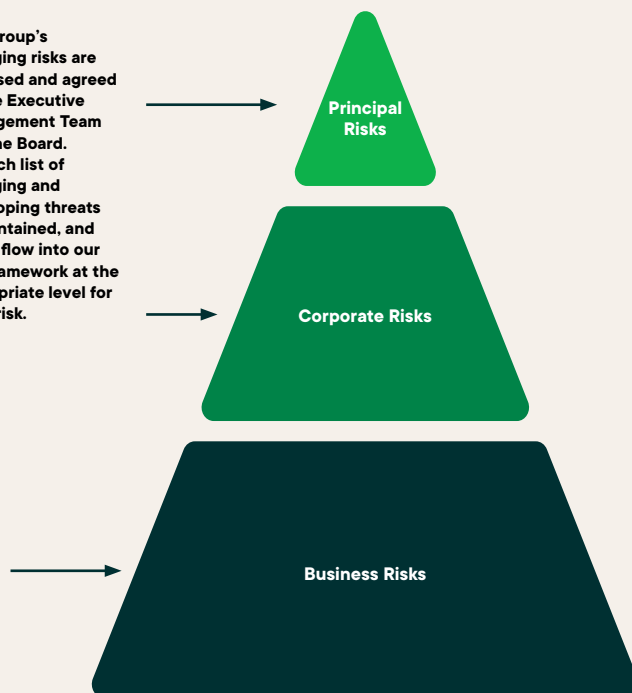 roup's
ging risks are
sed and agreed
e Executive
gement Team
he Board.
ch list of
ging and
oping threats
ntained, and
flow into our
amework at the
priate level for
risk.
Principal
Risks
Corporate Risks
Business Risks